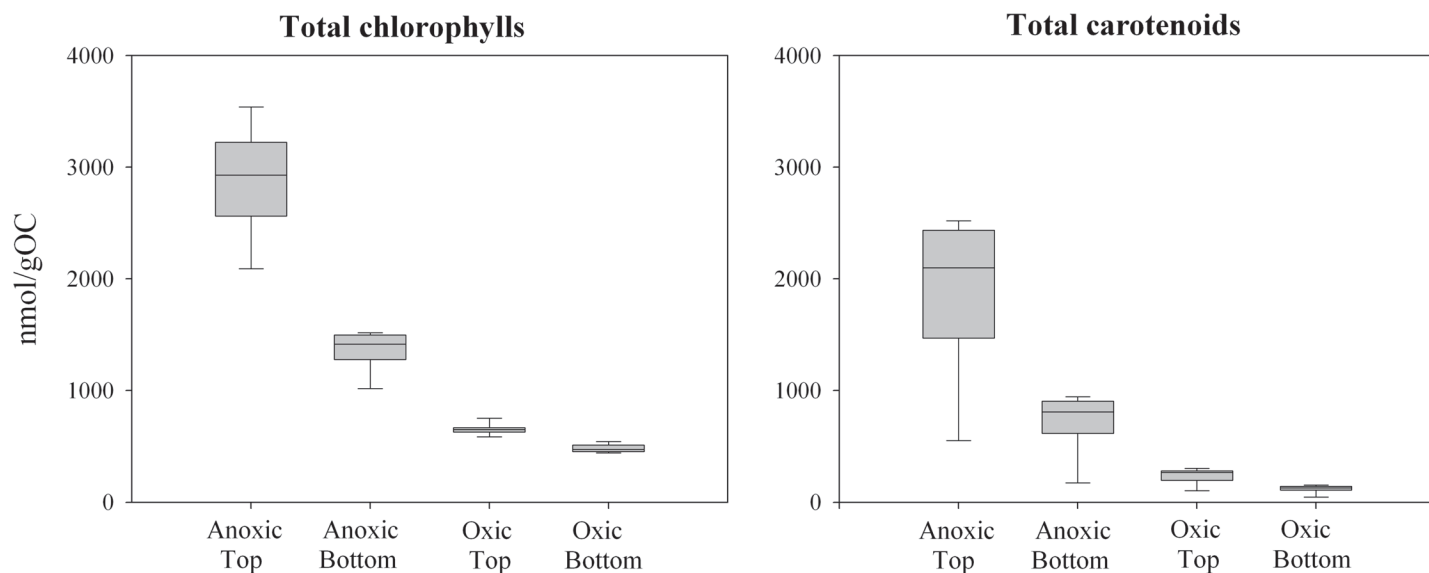 Total chlorophylls
Total carotenoids
nmol/gOC
4000
3000
2000
1000
0
Anoxic Top
Anoxic Bottom
Oxic Top
Oxic Bottom
4000
3000
2000
1000
0
Anoxic Top
Anoxic Bottom
Oxic Top
Oxic Bottom